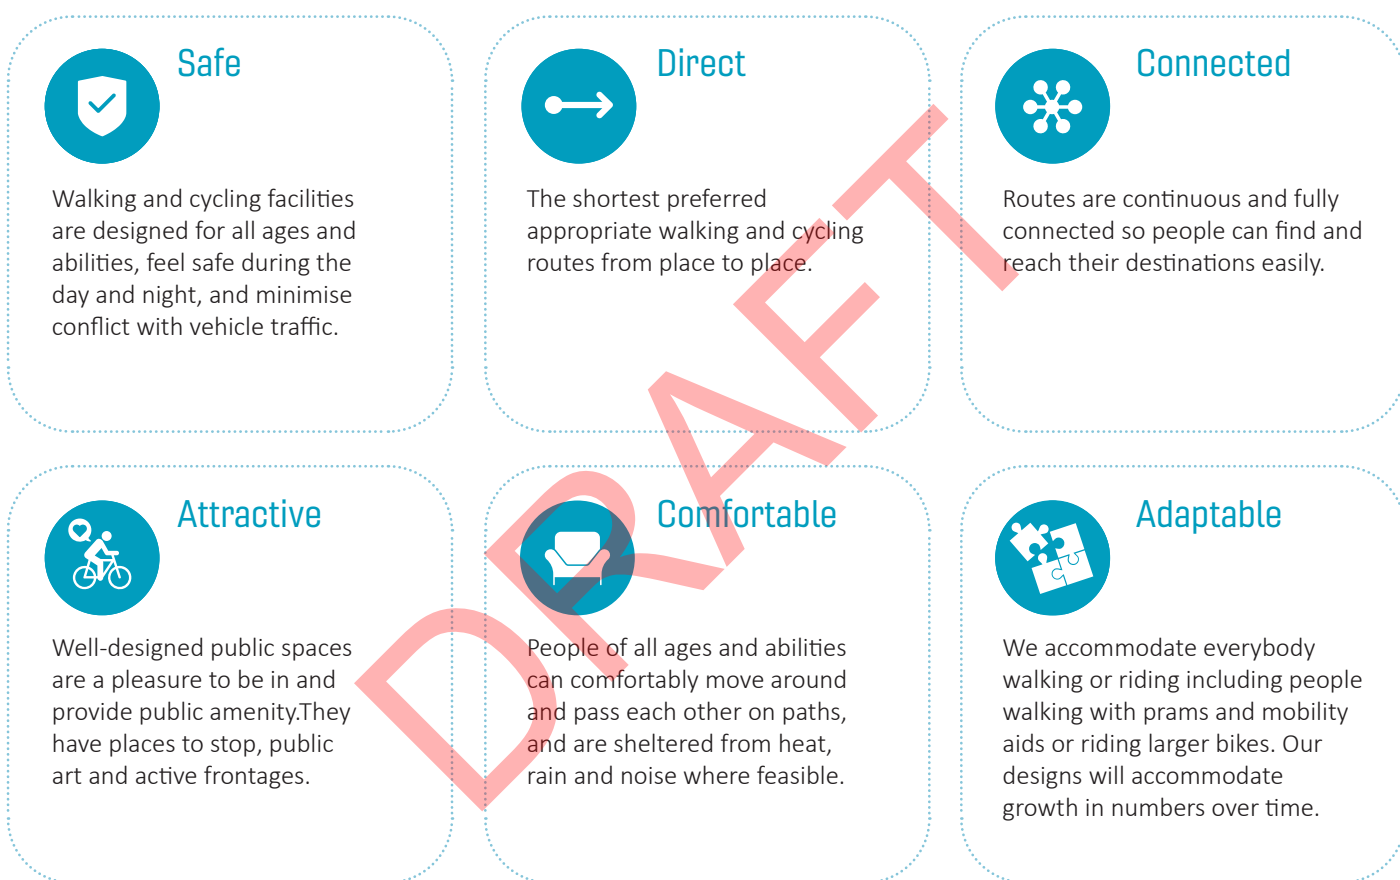 Safe
Walking and cycling facilities
are designed for all ages and
abilities, feel safe during the
day and night, and minimise
conflict with vehicle traffic.
Direct
The shortest preferred
appropriate walking and cycling
routes from place to place.
Connected
Routes are continuous and fully
connected so people can find and
reach their destinations easily.
Attractive
Well-designed public spaces
are a pleasure to be in and
provide public amenity.They
have places to stop, public
art and active frontages.
Comfortable
People of all ages and abilities
can comfortably move around
and pass each other on paths,
and are sheltered from heat,
rain and noise where feasible.
Adaptable
We accommodate everybody
walking or riding including people
walking with prams and mobility
aids or riding larger bikes. Our
designs will accommodate
growth in numbers over time.
DRAFT